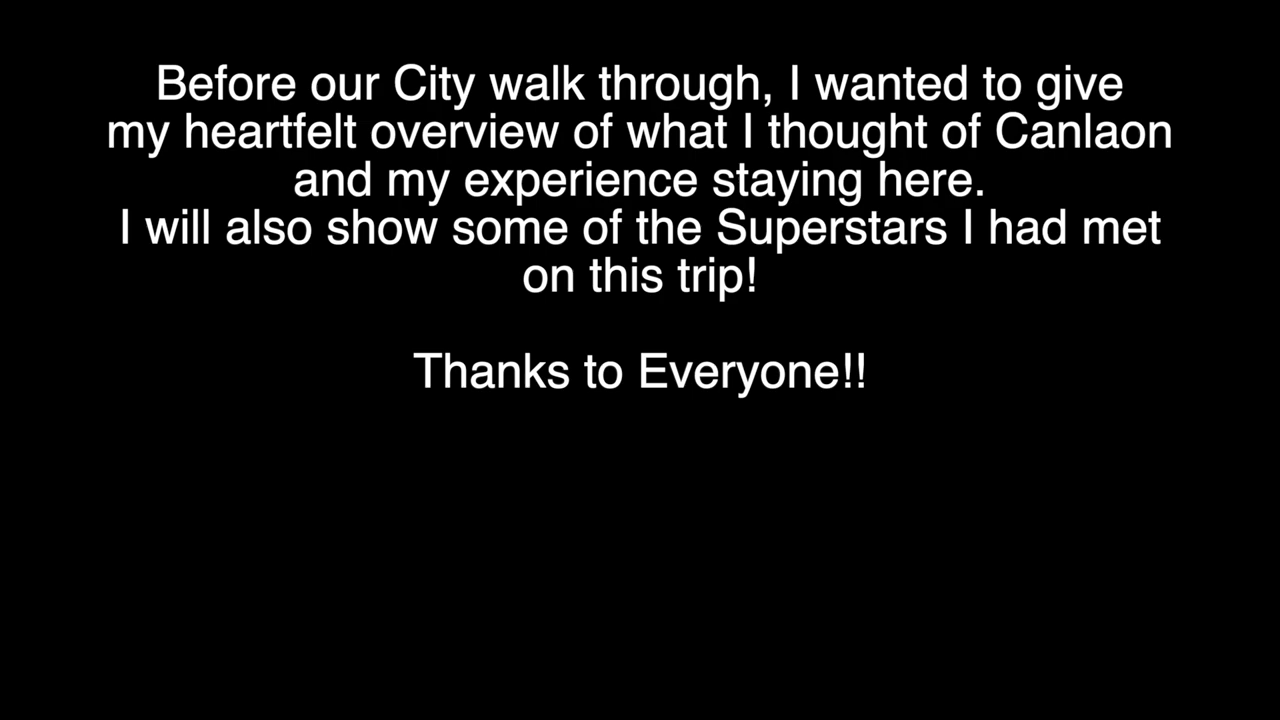 Before our City walk through, I wanted to give
my heartfelt overview of what I thought of Canlaon
and my experience staying here.
I will also show some of the Superstars I had met
on this trip!
Thanks to Everyone!!